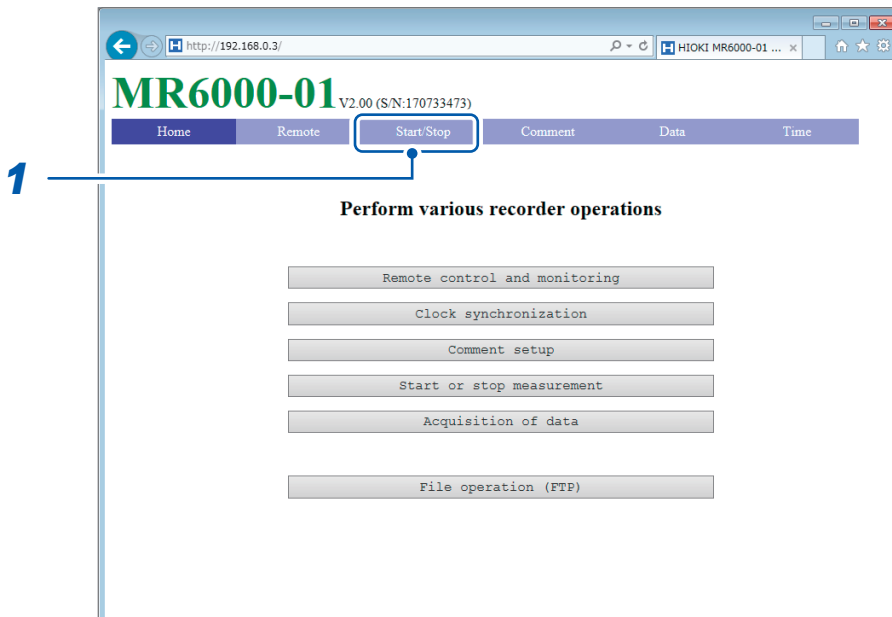 http://192.168.0.3/
HIOKI MR6000-01 ...
MR6000-01 V2.00 (S/N:170733473)
Home Remote Start/Stop Comment Data Time
1
Perform various recorder operations
Remote control and monitoring
Clock synchronization
Comment setup
Start or stop measurement
Acquisition of data
File operation (FTP)